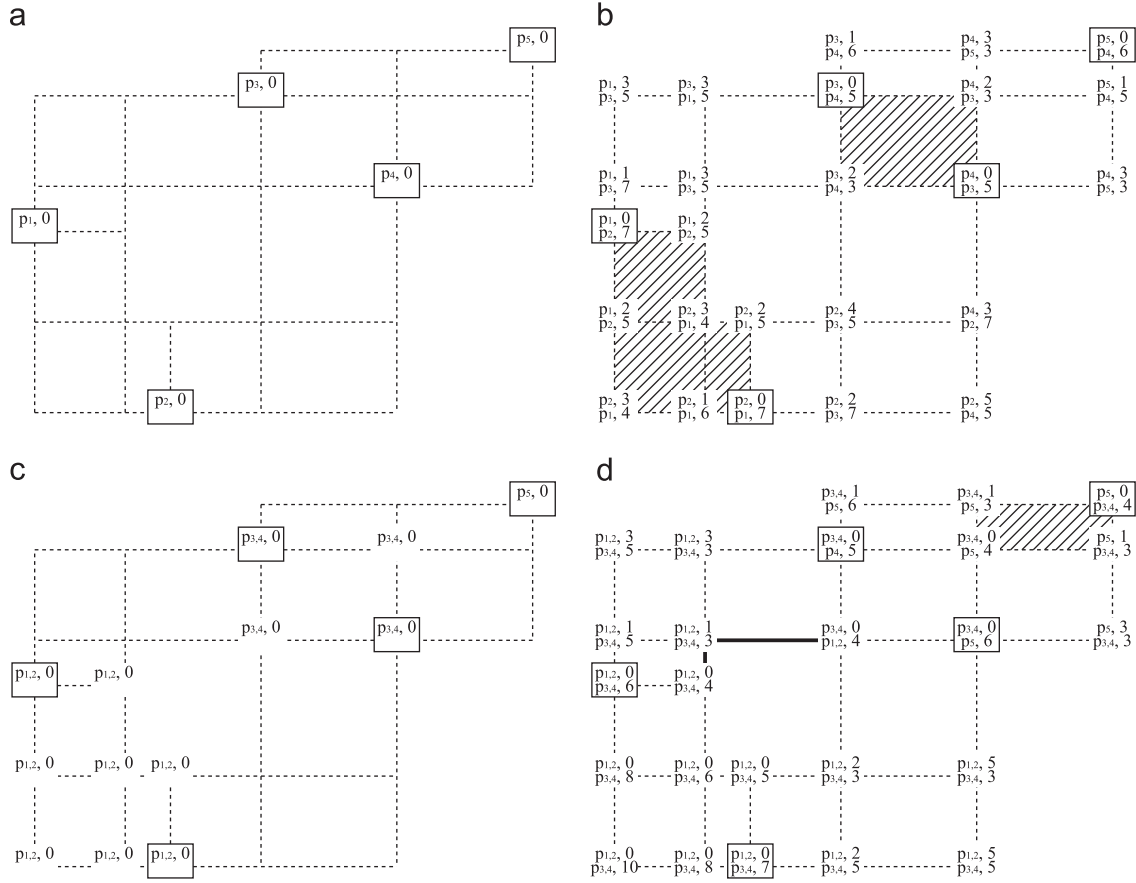 a
p5, 0
p3, 0
p4, 0
p1, 0
p2, 0
b
p3, 1
p4, 6
p4, 3
p5, 3
p5, 0
p4, 6
p1, 3
p3, 5
p3, 3
p1, 5
p3, 0
p4, 5
p4, 2
p3, 3
p5, 1
p4, 5
p1, 1
p3, 7
p1, 3
p3, 5
p3, 2
p4, 3
p4, 0
p3, 5
p4, 3
p5, 3
p1, 0
p2, 7
p1, 2
p2, 5
p1, 2
p2, 5
p2, 3
p1, 4
p2, 2
p1, 5
p2, 4
p3, 5
p4, 3
p2, 7
p2, 3
p1, 4
p2, 1
p1, 6
p2, 0
p1, 7
p2, 2
p3, 7
p2, 5
p4, 5
c
p5, 0
p3,4, 0
p3,4, 0
p3,4, 0
p3,4, 0
p1,2, 0
p1,2, 0
p1,2, 0
p1,2, 0
p1,2, 0
p1,2, 0
p1,2, 0
p1,2, 0
d
p3,4, 1
p5, 6
p3,4, 1
p5, 3
p5, 0
p3,4, 4
p1,2, 3
p3,4, 5
p1,2, 3
p3,4, 3
p3,4, 0
p4, 5
p3,4, 0
p5, 4
p5, 1
p3,4, 3
p1,2, 1
p3,4, 5
p1,2, 1
p3,4, 3
p3,4, 0
p1,2, 4
p3,4, 0
p5, 6
p5, 3
p3,4, 3
p1,2, 0
p3,4, 6
p1,2, 0
p3,4, 4
p1,2, 0
p3,4, 8
p1,2, 0
p3,4, 6
p1,2, 0
p3,4, 5
p1,2, 2
p3,4, 3
p1,2, 5
p3,4, 3
p1,2, 0
p3,4, 10
p1,2, 0
p3,4, 8
p1,2, 0
p3,4, 7
p1,2, 2
p3,4, 5
p1,2, 5
p3,4, 5